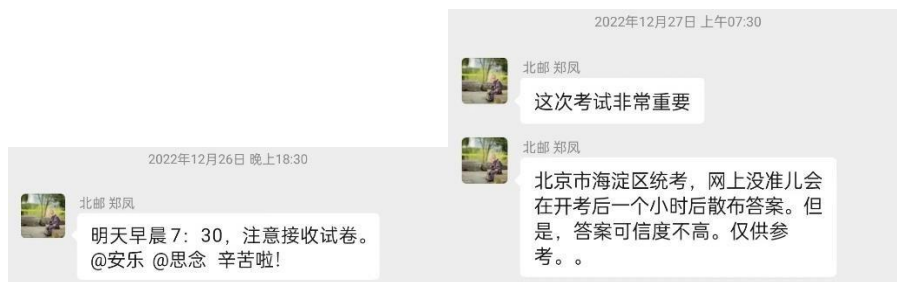 2022年12月26日 晚上18:30
北邮 郑凤
明天早晨7：30，注意接收试卷。
@安乐 @思念 辛苦啦！
2022年12月27日 上午07:30
北邮 郑凤
这次考试非常重要
北邮 郑凤
北京市海淀区统考，网上没准儿会
在开考后一个小时后散布答案。但
是，答案可信度不高。仅供参
考。。